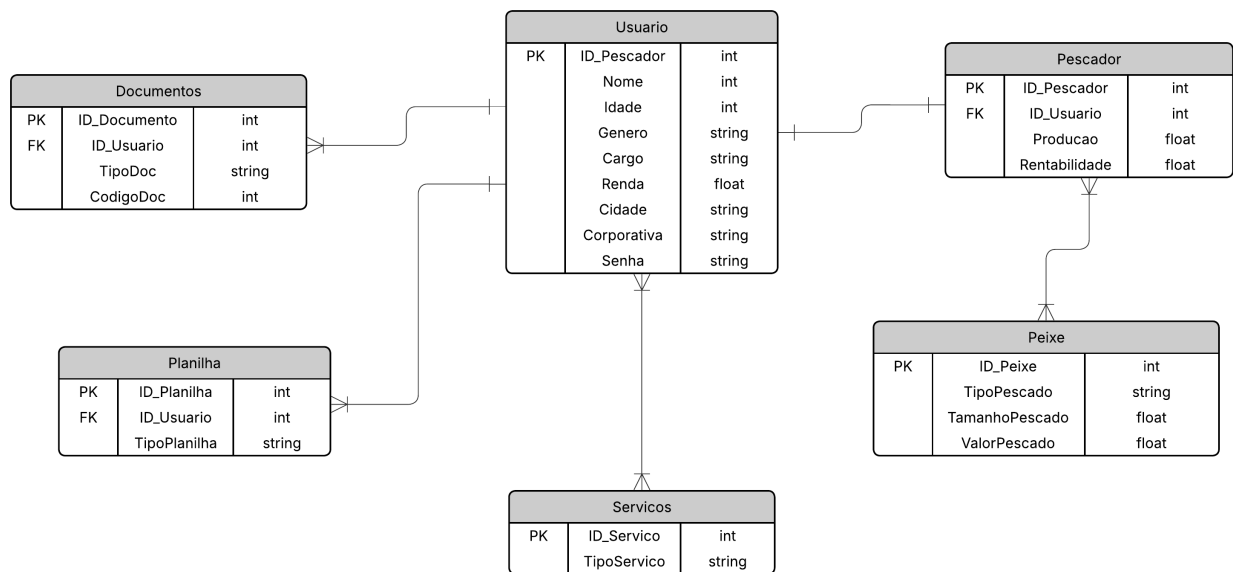 Usuario
PK ID_Pescador int
Nome int
Idade int
Genero string
Cargo string
Renda float
Cidade string
Corporativa string
Senha string
Documentos
PK ID_Documento int
FK ID_Usuario int
TipoDoc string
CodigoDoc int
Pescador
PK ID_Pescador int
FK ID_Usuario int
Producao float
Rentabilidade float
Planilha
PK ID_Planilha int
FK ID_Usuario int
TipoPlanilha string
Peixe
PK ID_Peixe int
TipoPescado string
TamanhoPescado float
ValorPescado float
Servicos
PK ID_Servico int
TipoServico string